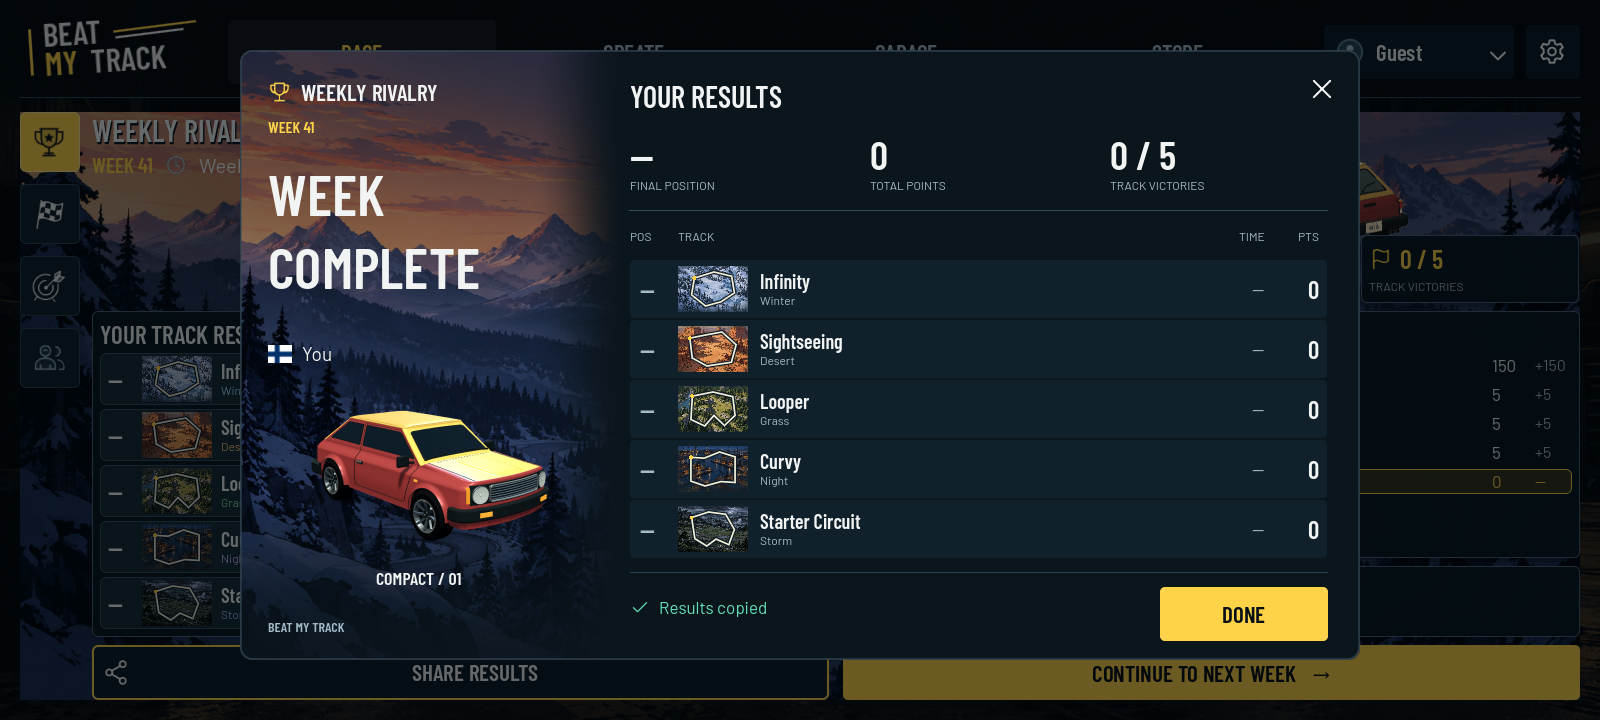 BEAT
MY TRACK
RACE
CREATE
GARAGE
STORE
Guest
WEEKLY RIVAL
WEEK 41
YOUR TRACK RES
SHARE RESULTS
CONTINUE TO NEXT WEEK →
0 / 5
TRACK VICTORIES
150 +150
5 +5
5 +5
5 +5
0 —
WEEKLY RIVALRY
WEEK 41
WEEK
COMPLETE
You
COMPACT / 01
BEAT MY TRACK
YOUR RESULTS
— 0 0 / 5
FINAL POSITION TOTAL POINTS TRACK VICTORIES
POS TRACK TIME PTS
— Infinity — 0
Winter
— Sightseeing — 0
Desert
— Looper — 0
Grass
— Curvy — 0
Night
— Starter Circuit — 0
Storm
Results copied
DONE